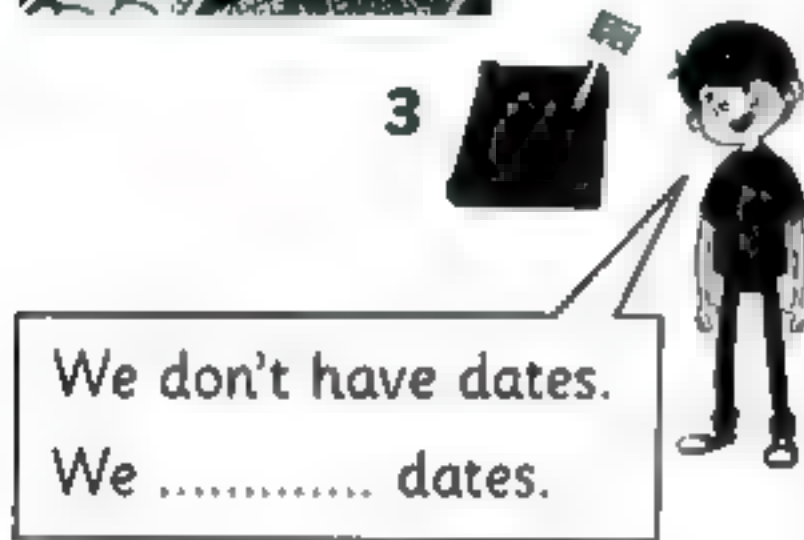 3
We don't have dates.
We ............. dates.